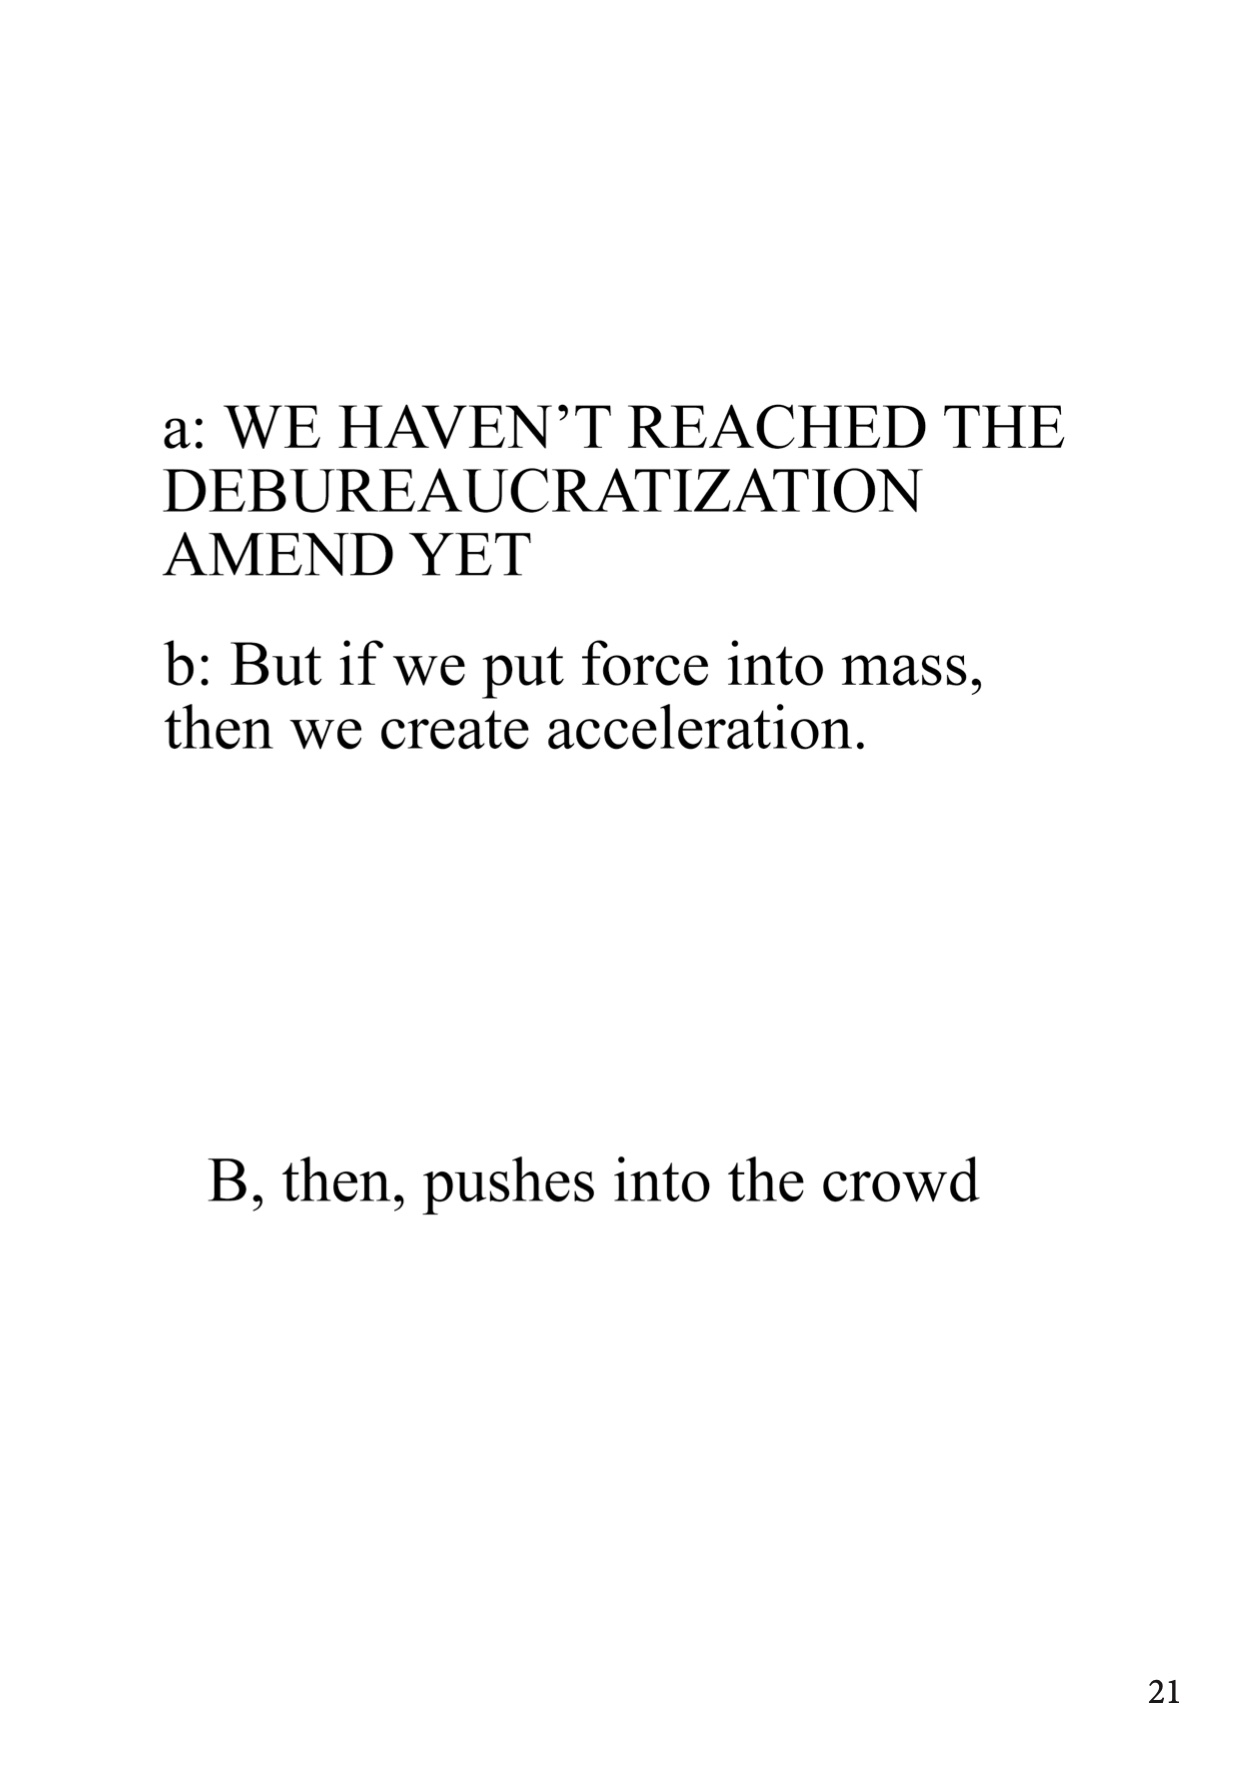 a: WE HAVEN’T REACHED THE
DEBUREAUCRATIZATION
AMEND YET
b: But if we put force into mass,
then we create acceleration.
B, then, pushes into the crowd
21